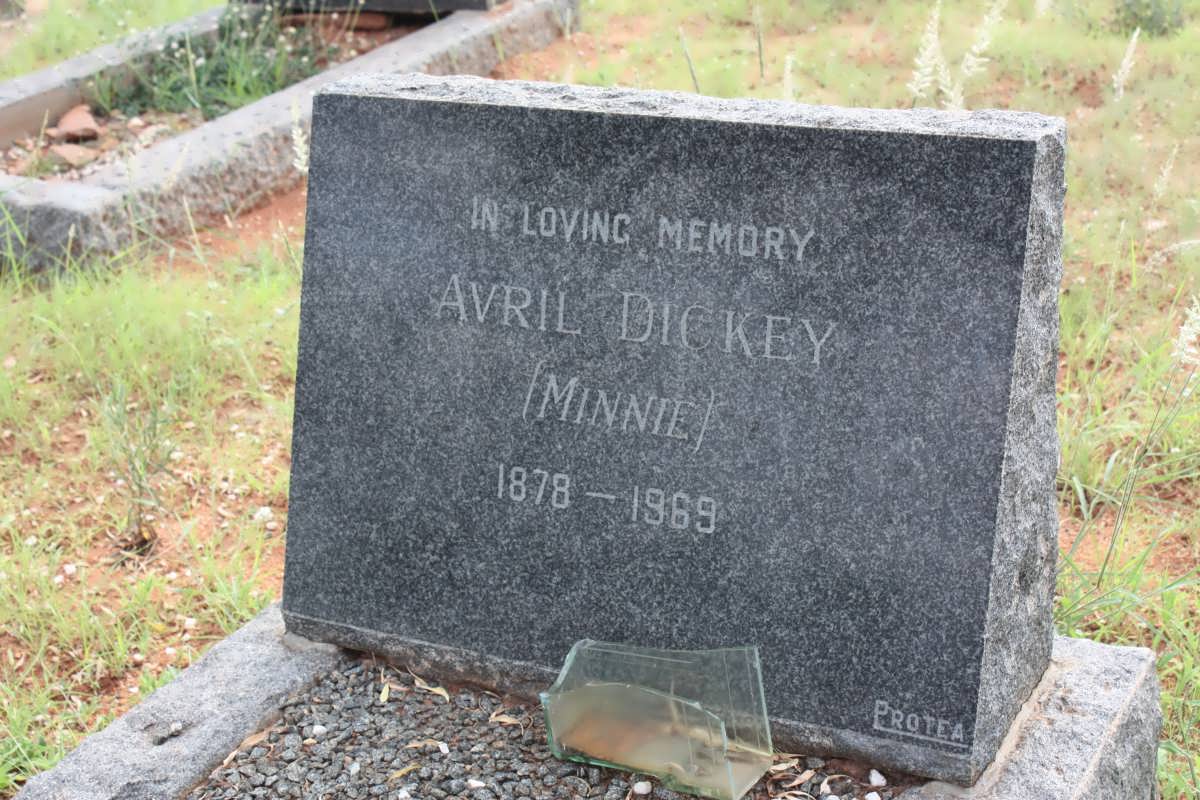 IN LOVING MEMORY
AVRIL DICKEY
(MINNIE)
1878 – 1969
PROTEA